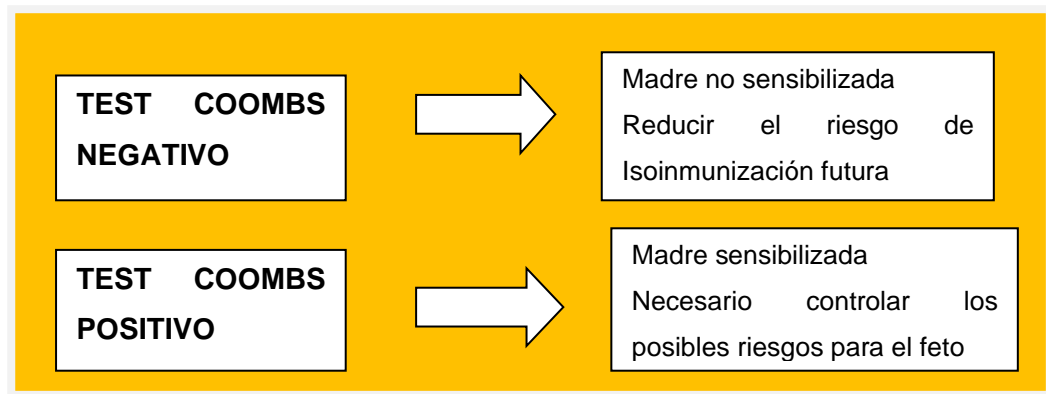 TEST COOMBS
NEGATIVO
Madre no sensibilizada
Reducir el riesgo de
Isoinmunización futura
TEST COOMBS
POSITIVO
Madre sensibilizada
Necesario controlar los
posibles riesgos para el feto